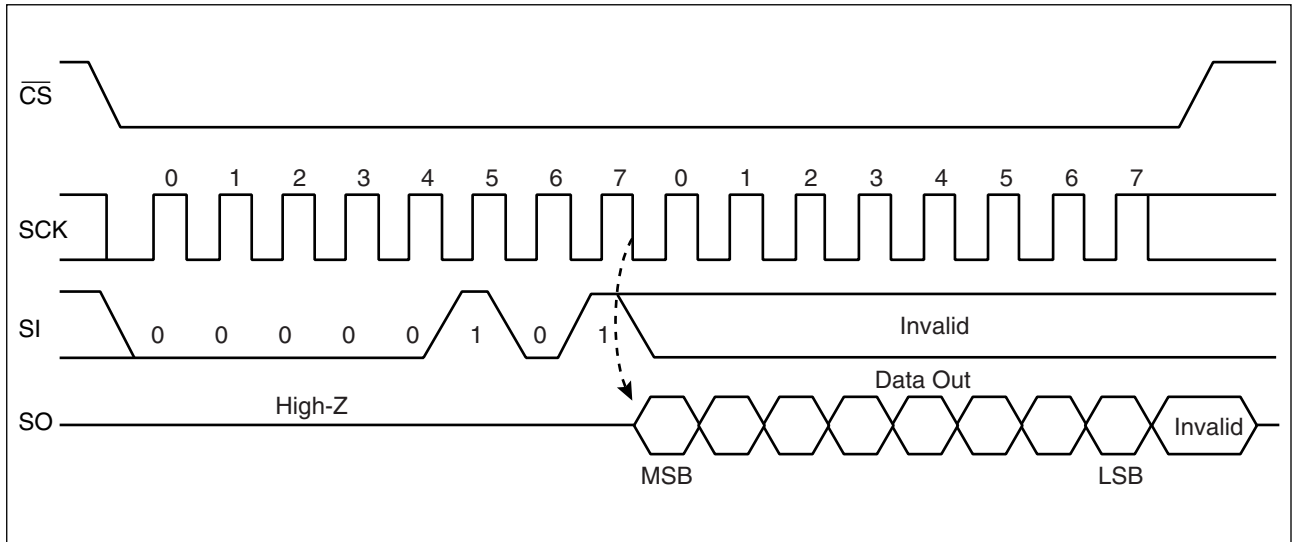 C̅S̅
0 1 2 3 4 5 6 7 0 1 2 3 4 5 6 7
SCK
SI
0 0 0 0 0 1 0 1
Invalid
Data Out
High-Z
SO
Invalid
MSB
LSB